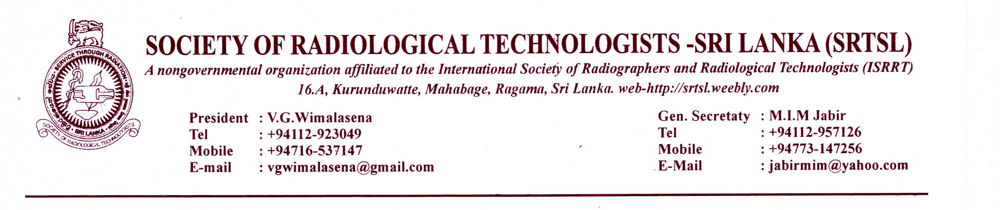 SOCIETY OF RADIOLOGICAL TECHNOLOGISTS -SRI LANKA (SRTSL)
A nongovernmental organization affiliated to the International Society of Radiographers and Radiological Technologists (ISRRT)
16.A, Kurunduwatte, Mahabage, Ragama, Sri Lanka. web-http://srtsl.weebly.com
President : V.G.Wimalasena
Tel : +94112-923049
Mobile : +94716-537147
E-mail : vgwimalasena@gmail.com
Gen. Secretaty : M.I.M Jabir
Tel : +94112-957126
Mobile : +94773-147256
E-Mail : jabirmim@yahoo.com
SERVICE THROUGH RADIATION
SRI LANKA
SOCIETY OF RADIOLOGICAL TECHNOLOGISTS